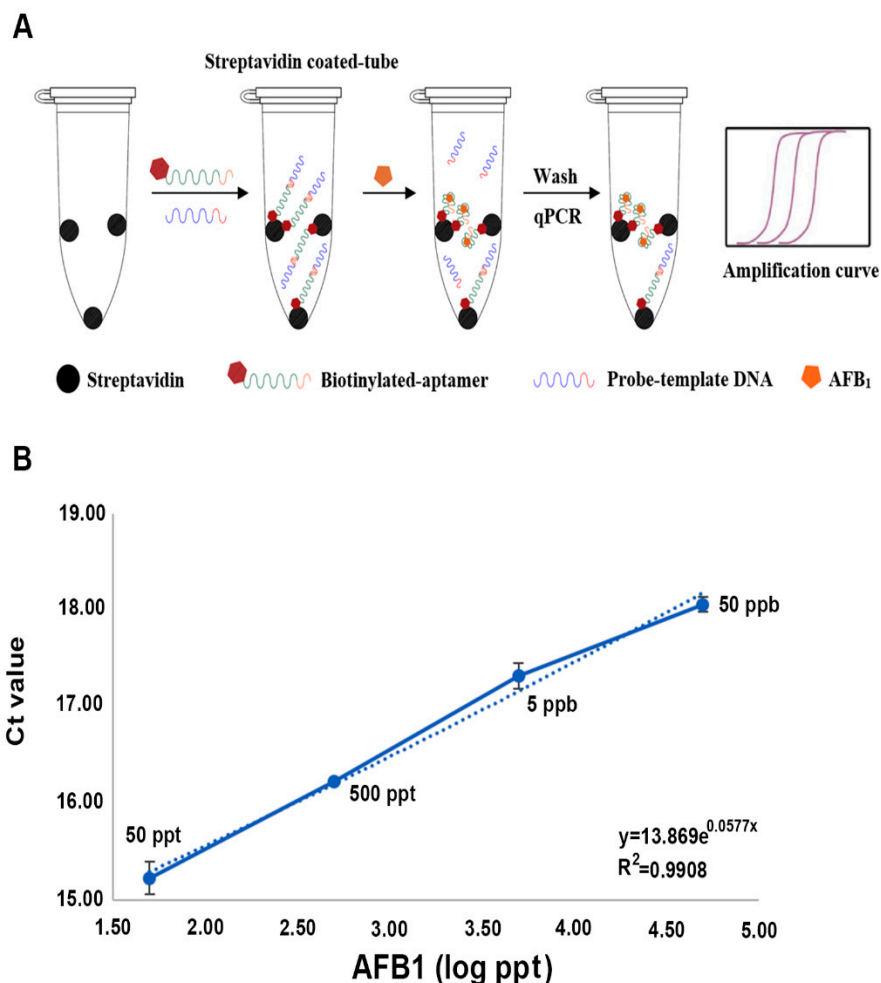 A
Streptavidin coated-tube
Wash
qPCR
Amplification curve
Streptavidin
Biotinylated-aptamer
Probe-template DNA
AFB₁
B
Ct value
19.00
18.00
17.00
16.00
15.00
50 ppt
500 ppt
5 ppb
50 ppb
y=13.869e^0.0577x
R²=0.9908
1.50 2.00 2.50 3.00 3.50 4.00 4.50 5.00
AFB1 (log ppt)